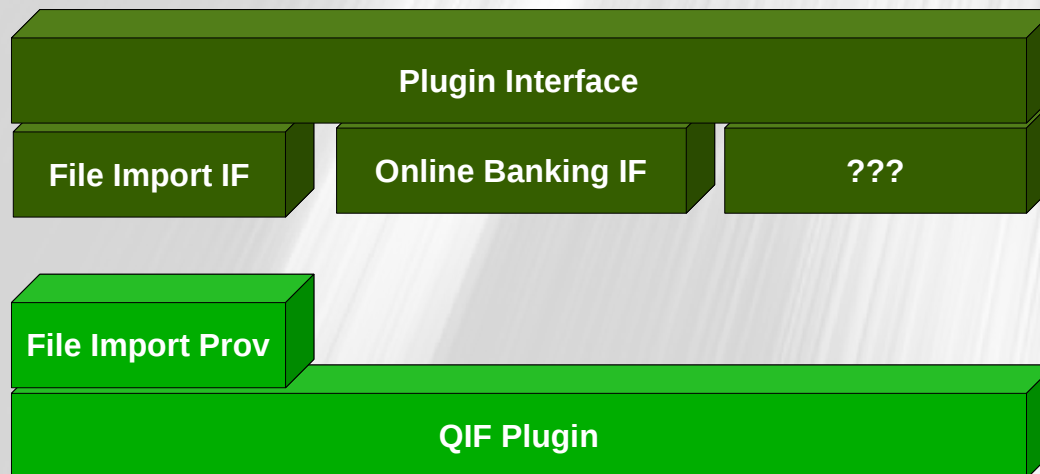 Plugin Interface
File Import IF
Online Banking IF
???
File Import Prov
QIF Plugin